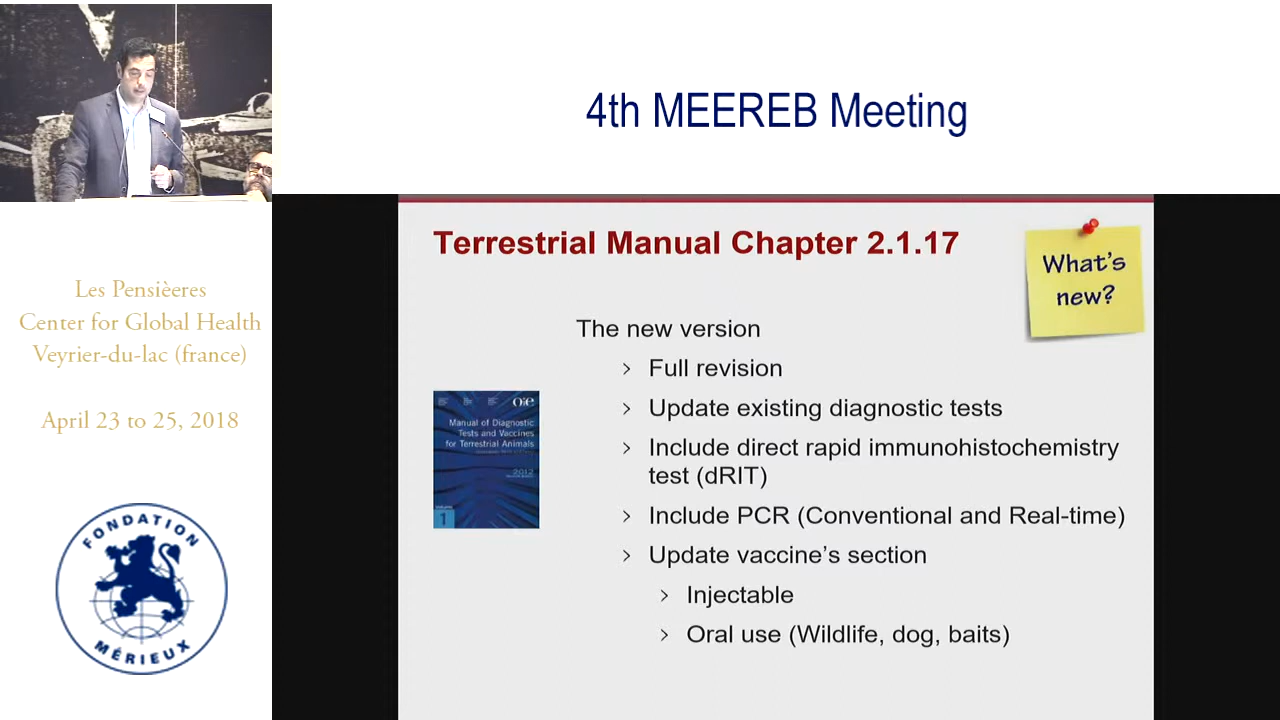 4th MEEREB Meeting
Les Pensièeres
Center for Global Health
Veyrier-du-lac (france)
April 23 to 25, 2018
FONDATION
MÉRIEUX
Terrestrial Manual Chapter 2.1.17
What's
new?
The new version
› Full revision
› Update existing diagnostic tests
› Include direct rapid immunohistochemistry
test (dRIT)
› Include PCR (Conventional and Real-time)
› Update vaccine's section
› Injectable
› Oral use (Wildlife, dog, baits)
oie
Manual of Diagnostic
Tests and Vaccines
for Terrestrial Animals
2012
1